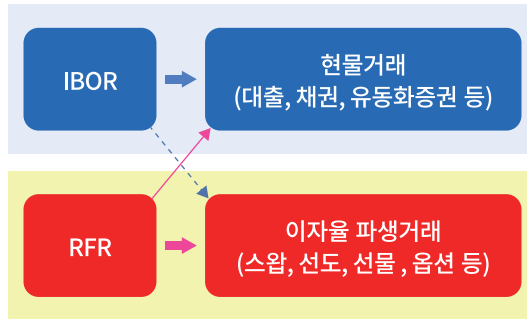 IBOR
현물거래
(대출, 채권, 유동화증권 등)
RFR
이자율 파생거래
(스왑, 선도, 선물 , 옵션 등)